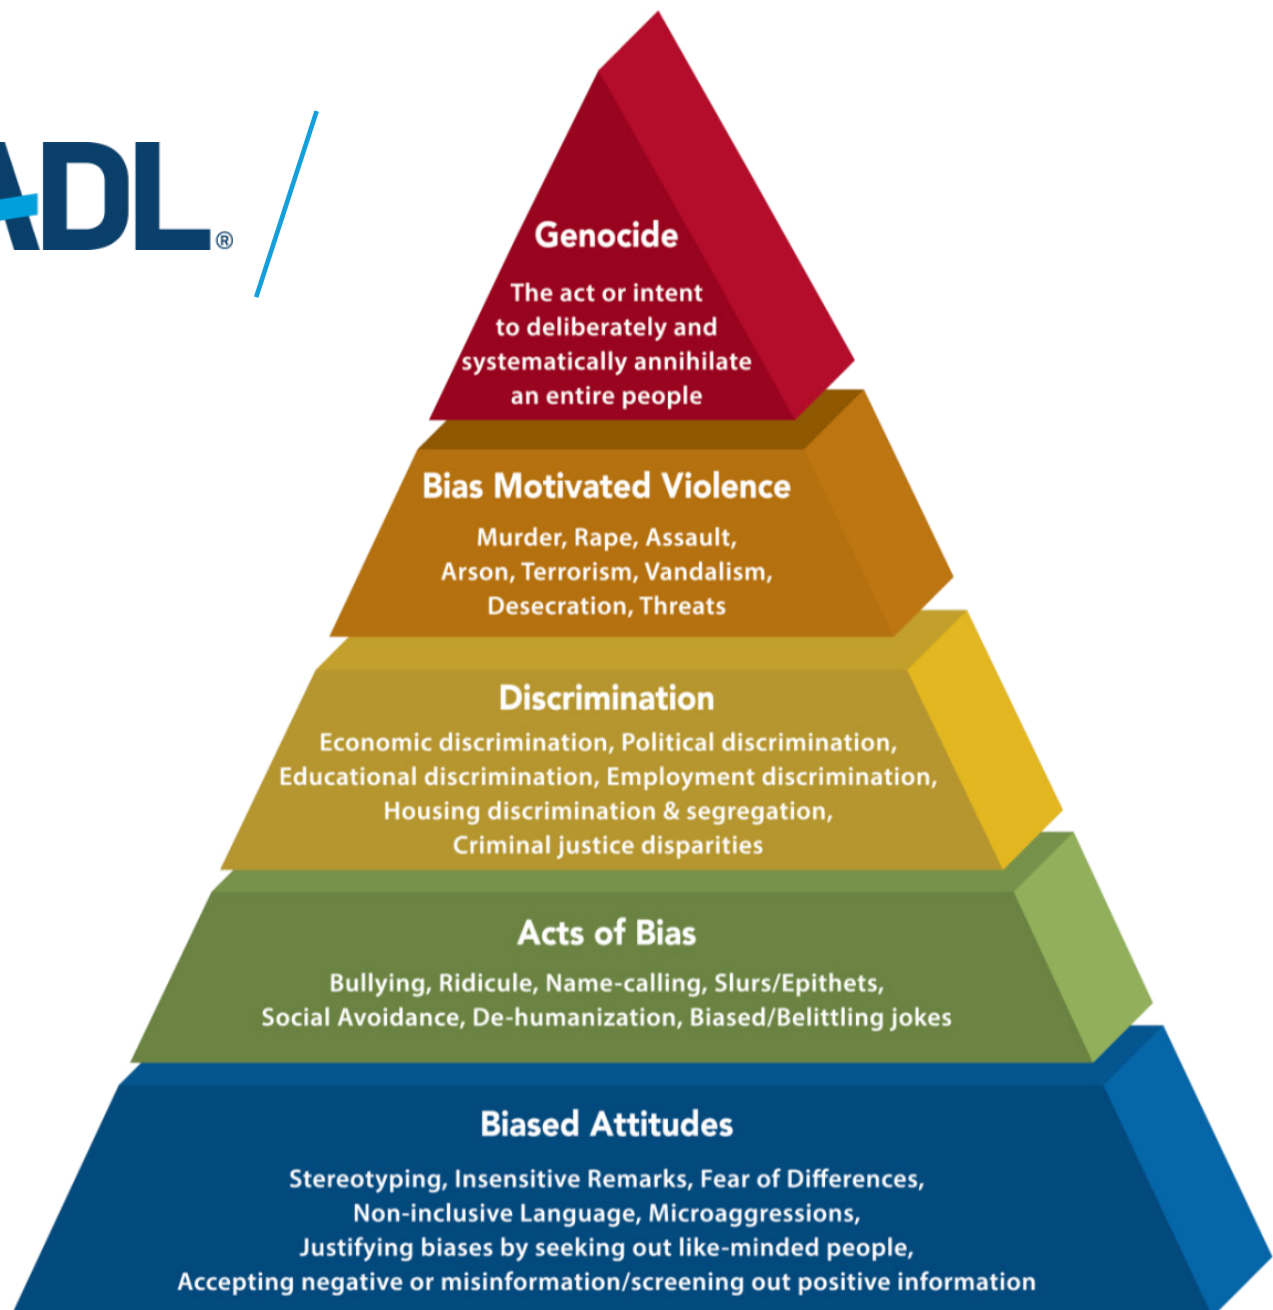 ADL®
Genocide
The act or intent
to deliberately and
systematically annihilate
an entire people
Bias Motivated Violence
Murder, Rape, Assault,
Arson, Terrorism, Vandalism,
Desecration, Threats
Discrimination
Economic discrimination, Political discrimination,
Educational discrimination, Employment discrimination,
Housing discrimination & segregation,
Criminal justice disparities
Acts of Bias
Bullying, Ridicule, Name-calling, Slurs/Epithets,
Social Avoidance, De-humanization, Biased/Belittling jokes
Biased Attitudes
Stereotyping, Insensitive Remarks, Fear of Differences,
Non-inclusive Language, Microaggressions,
Justifying biases by seeking out like-minded people,
Accepting negative or misinformation/screening out positive information